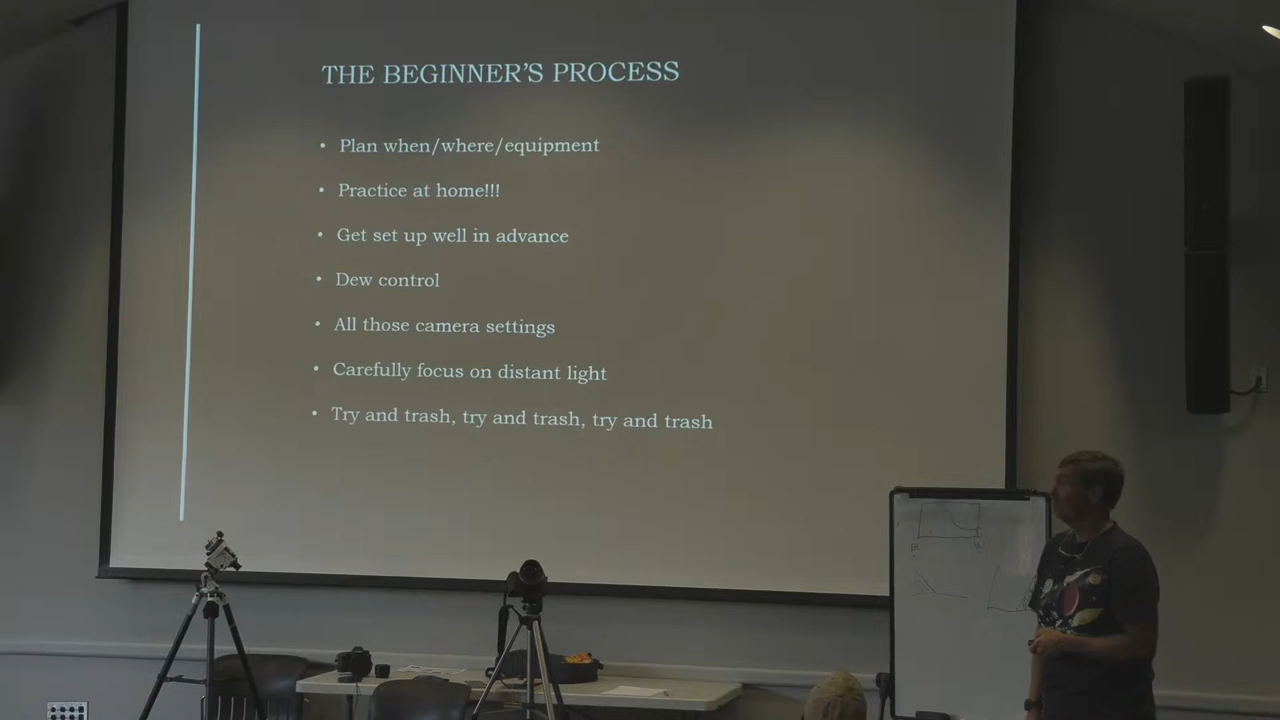 THE BEGINNER'S PROCESS
• Plan when/where/equipment
• Practice at home!!!
• Get set up well in advance
• Dew control
• All those camera settings
• Carefully focus on distant light
• Try and trash, try and trash, try and trash